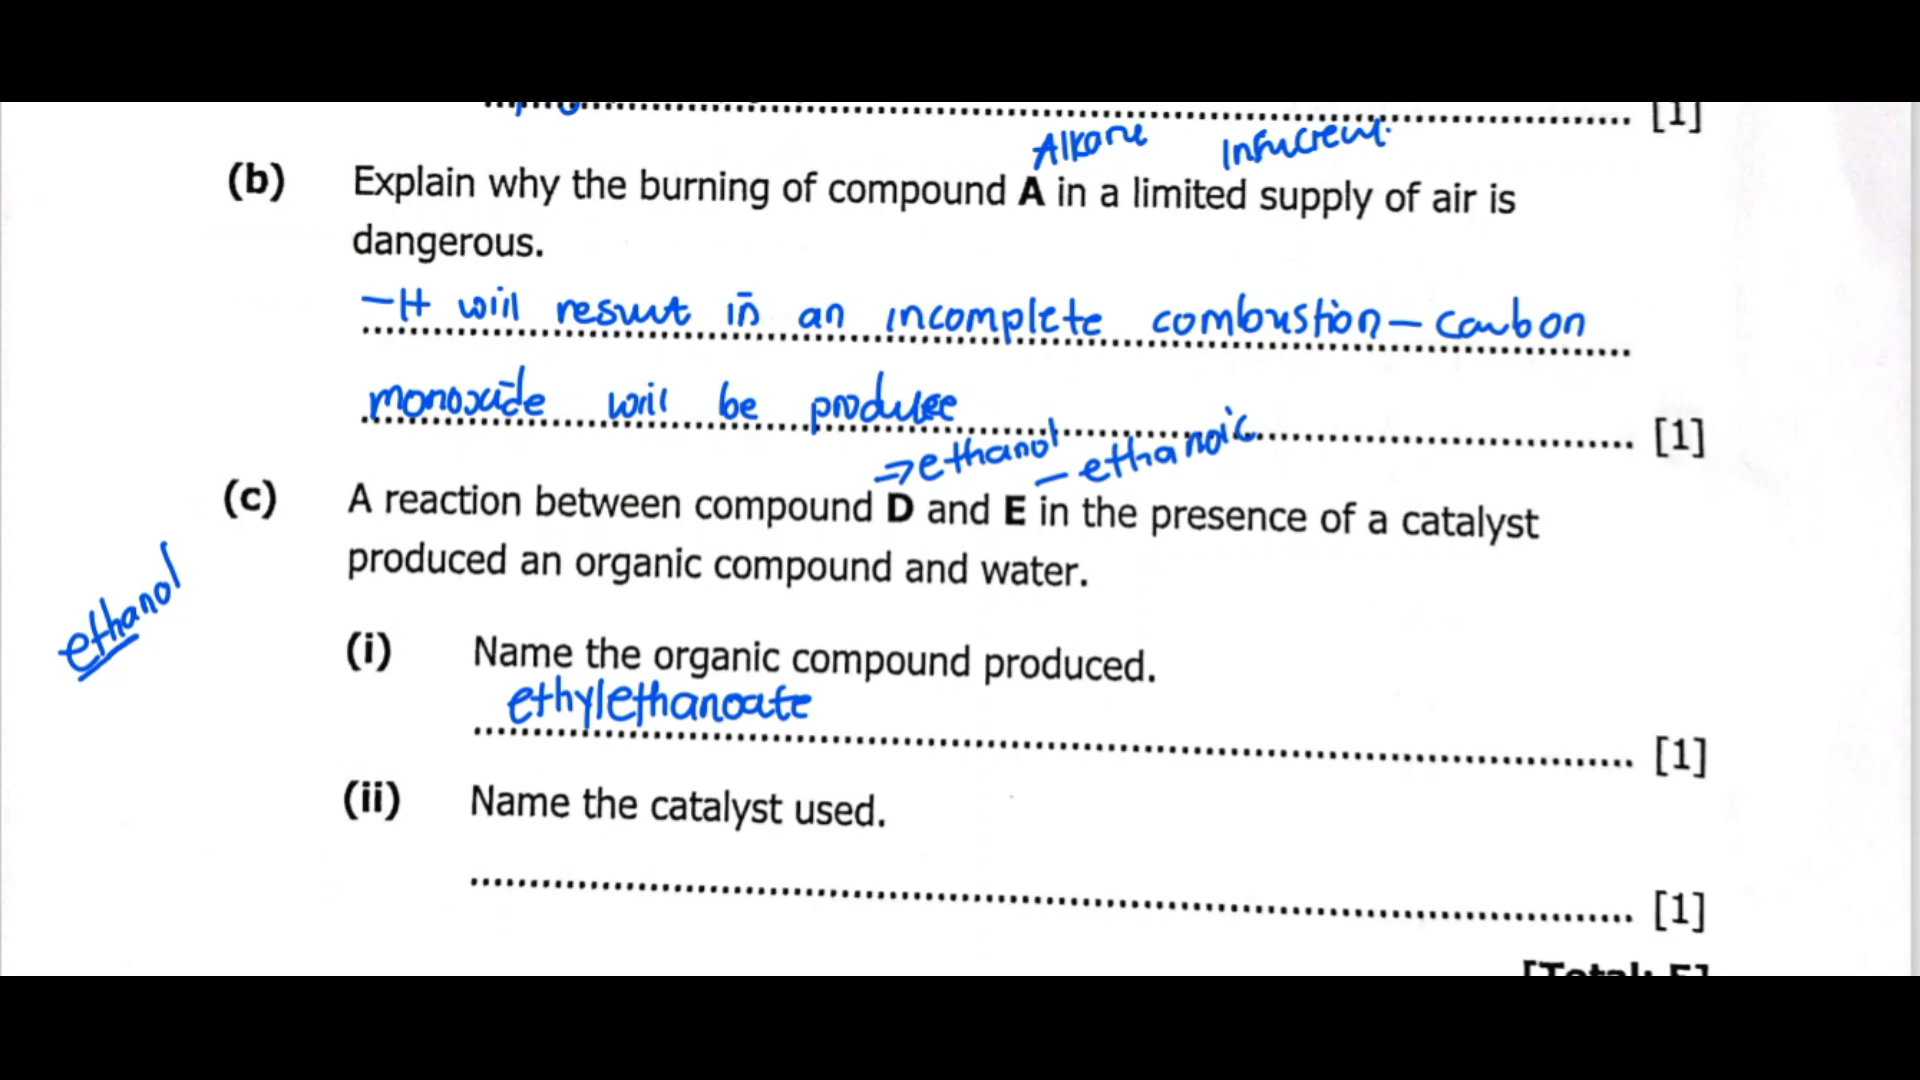 [1]
Alkane
(b) Explain why the burning of compound A in a limited supply of air is
dangerous.
– It will result in an incomplete combustion – carbon
monoxide will be produce
[1]
⇒ ethanol – ethanoic
(c) A reaction between compound D and E in the presence of a catalyst
produced an organic compound and water.
ethanol
(i) Name the organic compound produced.
ethylethanoate
[1]
(ii) Name the catalyst used.
[1]